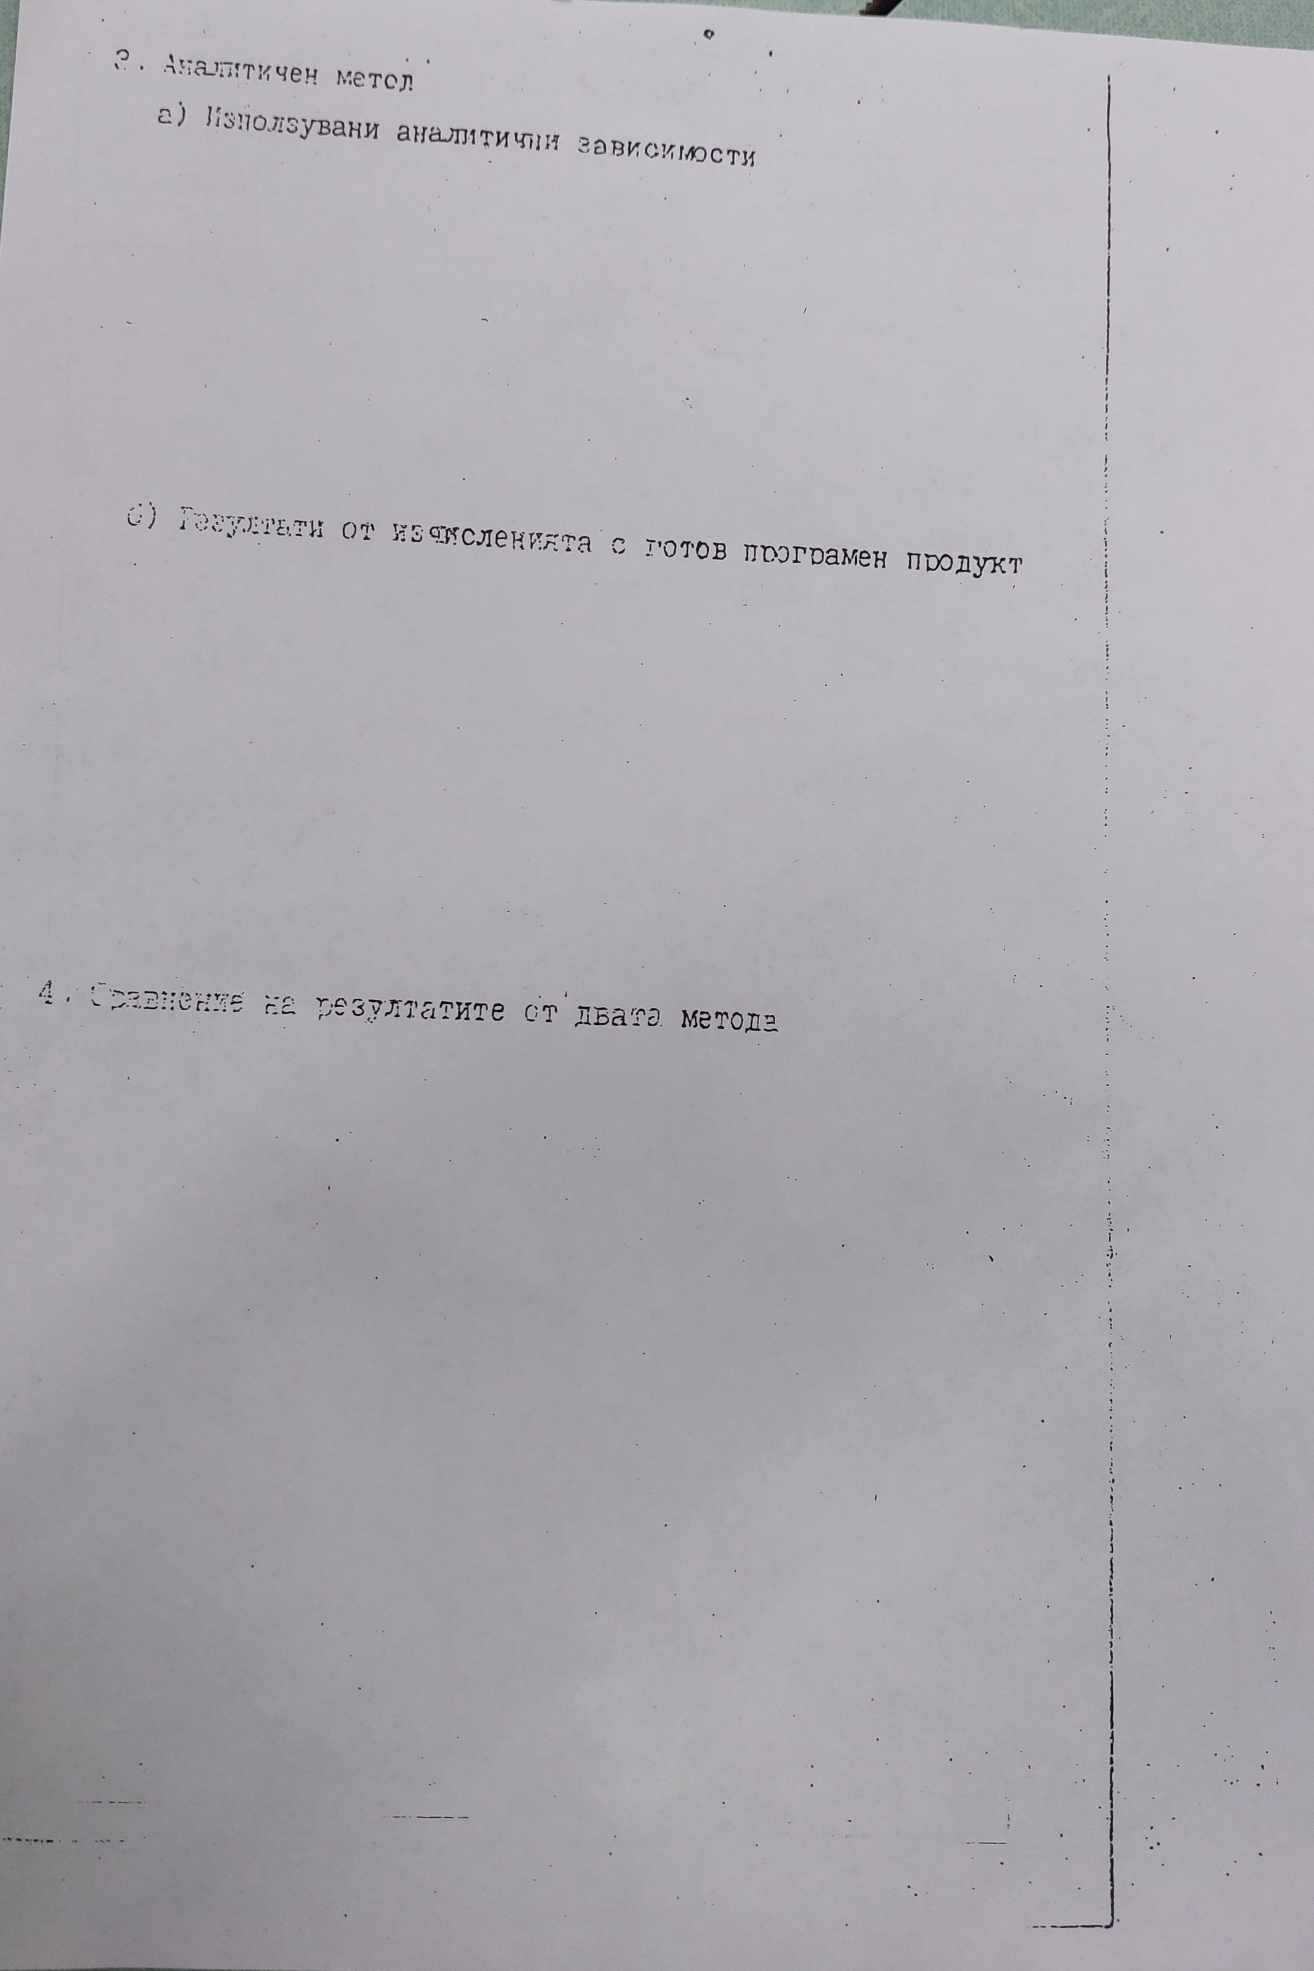 3. Аналитичен метод
а) Използувани аналитични зависимости
б) Резултати от изчисленията с готов програмен продукт
4. Сравнение на резултатите от двата метода